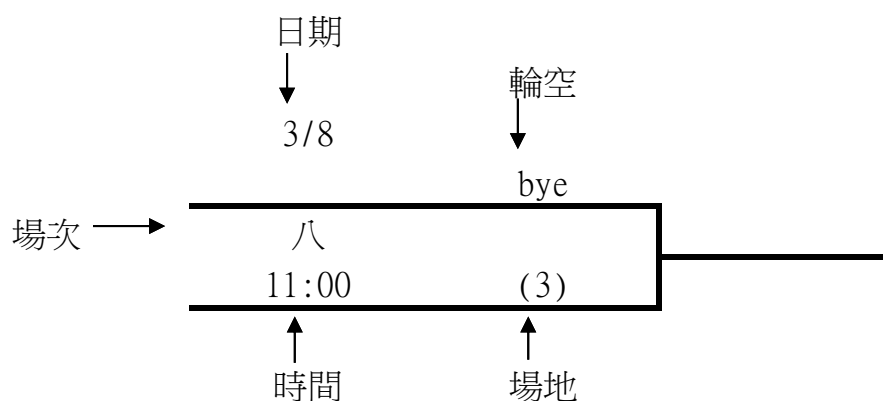 日期
輪空
3/8
bye
場次
八
11:00 (3)
時間 場地